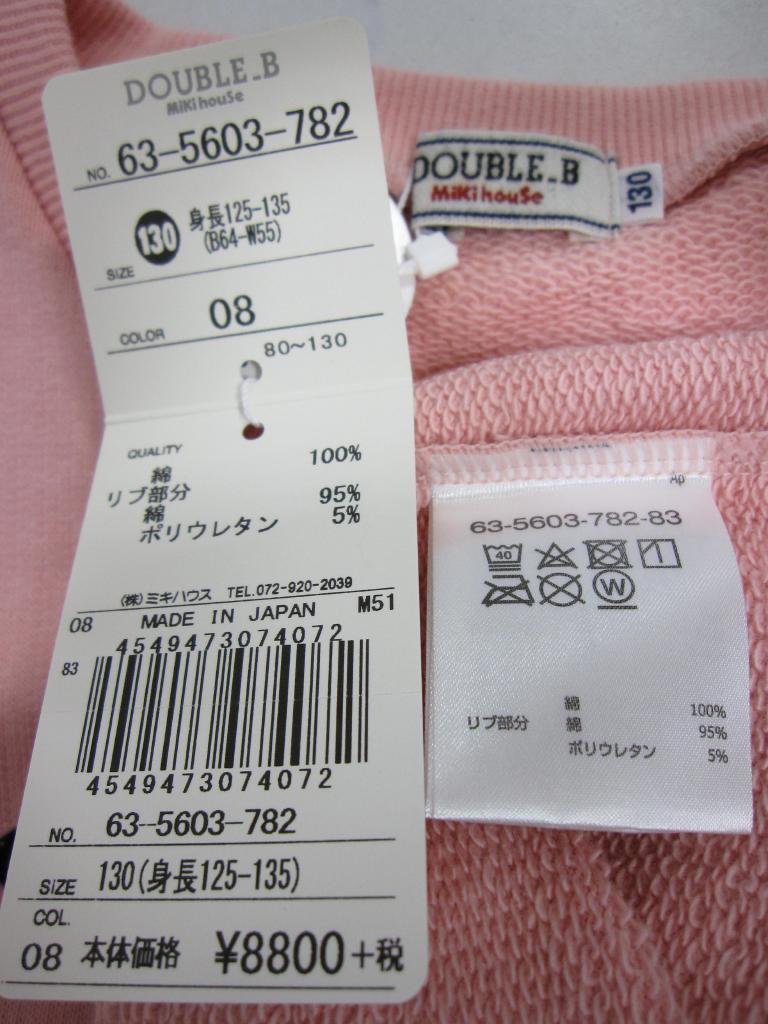 DOUBLE_B
MiKi houSe
NO. 63-5603-782
SIZE 130 身長125-135
(B64-W55)
COLOR 08
80~130
QUALITY
綿 100%
リブ部分
綿 95%
ポリウレタン 5%
(株)ミキハウス TEL.072-920-2039
08 MADE IN JAPAN M51
4549473074072
83
4549473074072
NO. 63-5603-782
SIZE 130(身長125-135)
COL.
08 本体価格 ¥8800+税
DOUBLE_B
MiKi houSe
130
Ap
63-5603-782-83
40
W
綿 100%
リブ部分 綿 95%
ポリウレタン 5%